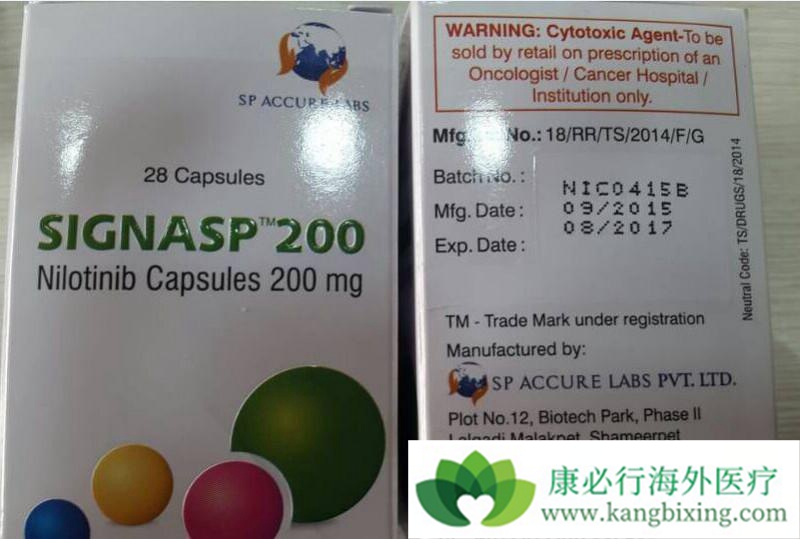 SP ACCURE LABS
28 Capsules
SIGNASP™200
Nilotinib Capsules 200 mg
WARNING: Cytotoxic Agent-To be
sold by retail on prescription of an
Oncologist / Cancer Hospital /
Institution only.
No.: 18/RR/TS/2014/F/G
Batch No. : NIC0415B
Mfg. Date : 09/2015
Exp. Date : 08/2017
Neutral Code: TS/DRUGS/18/2014
TM - Trade Mark under registration
Manufactured by:
SP ACCURE LABS PVT. LTD.
Plot No.12, Biotech Park, Phase II
Lalgadi Malakpet, Shameerpet
康必行海外医疗
www.kangbixing.com